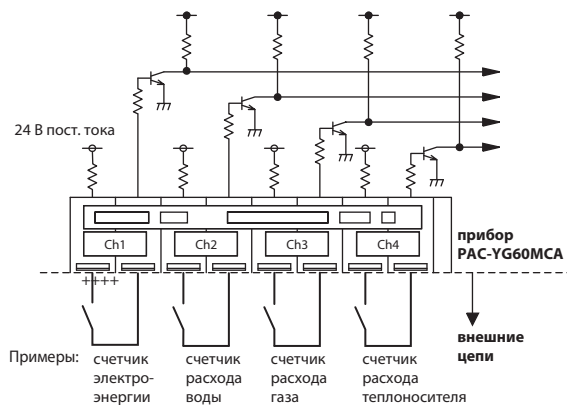 24 В пост. тока
Ch1 Ch2 Ch3 Ch4
прибор
PAC-YG60MCA
++++
внешние
цепи
Примеры:
счетчик
электро-
энергии
счетчик
расхода
воды
счетчик
расхода
газа
счетчик
расхода
теплоносителя